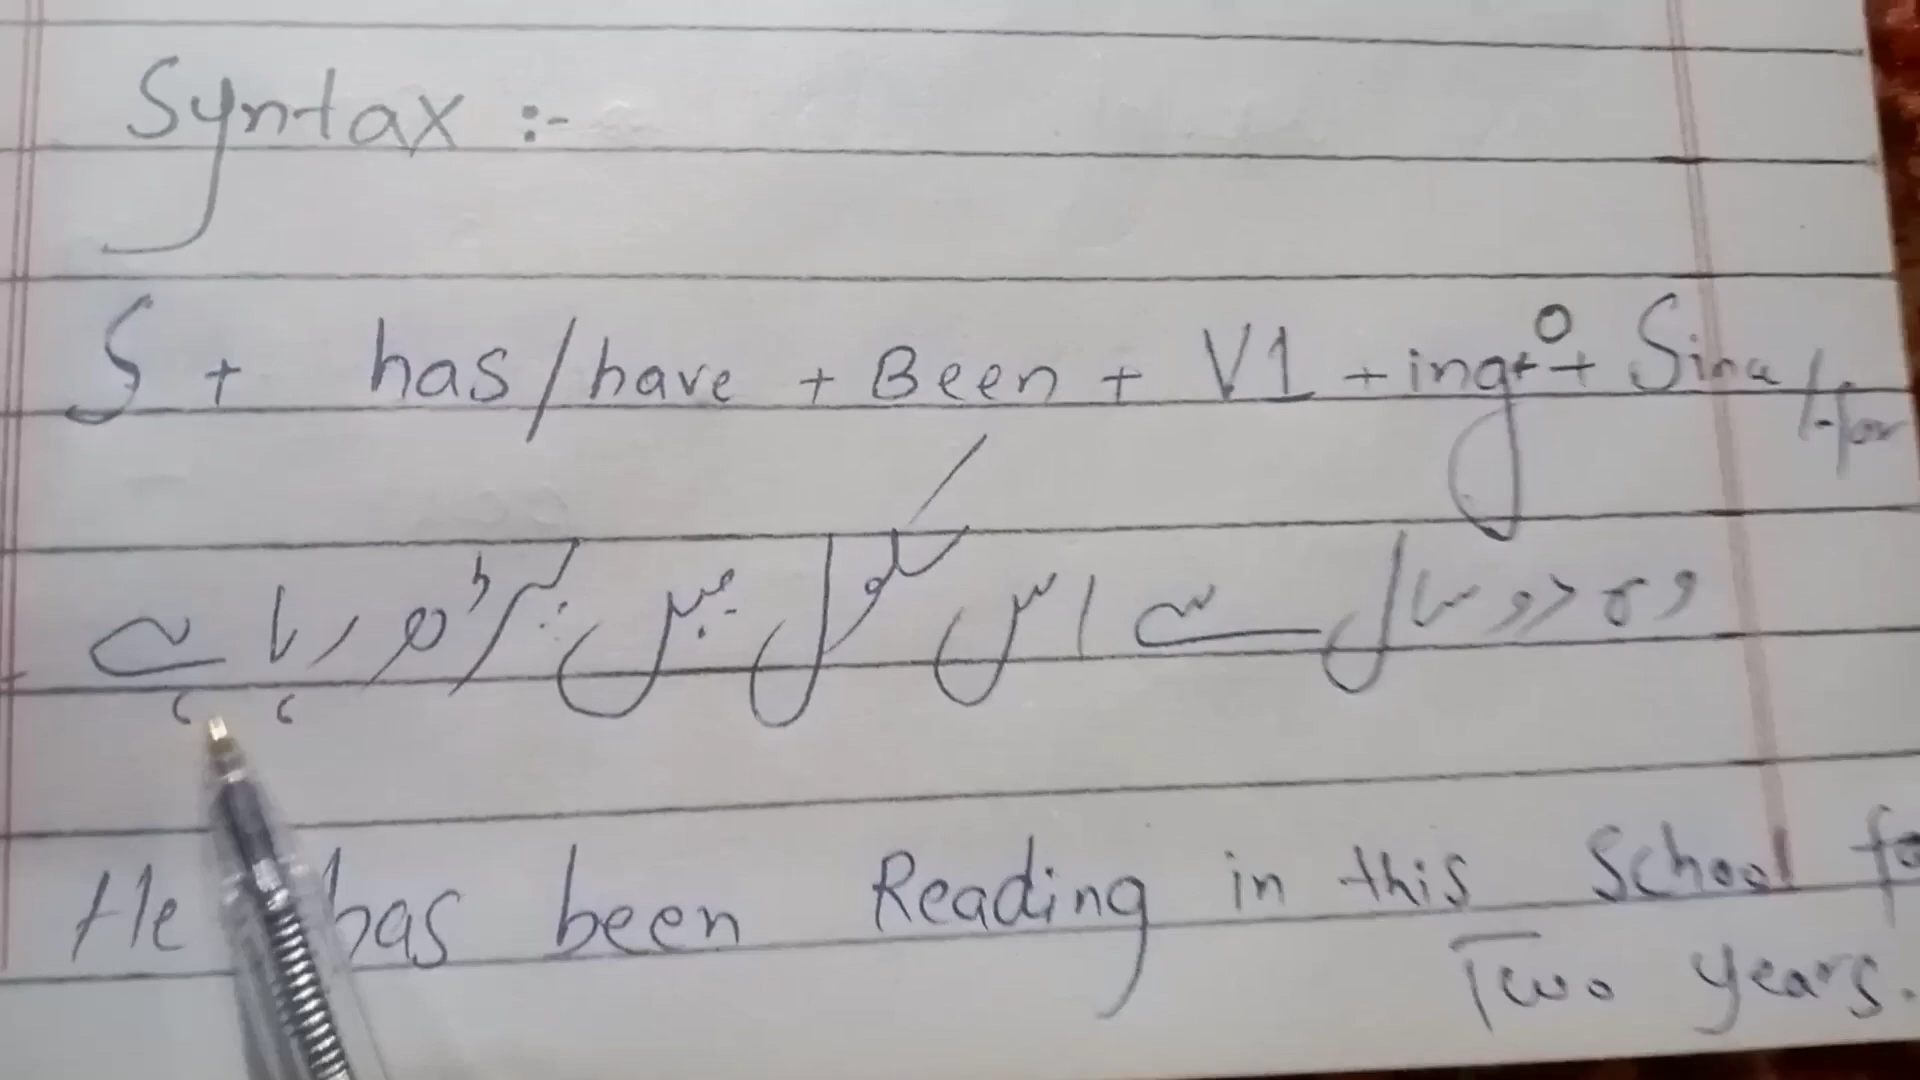 Syntax :-
S + has/have + Been + V1 + ing + O + Since/for
وہ دو سال سے اس سکول میں پڑھ رہا ہے
He has been Reading in this School
Two years.